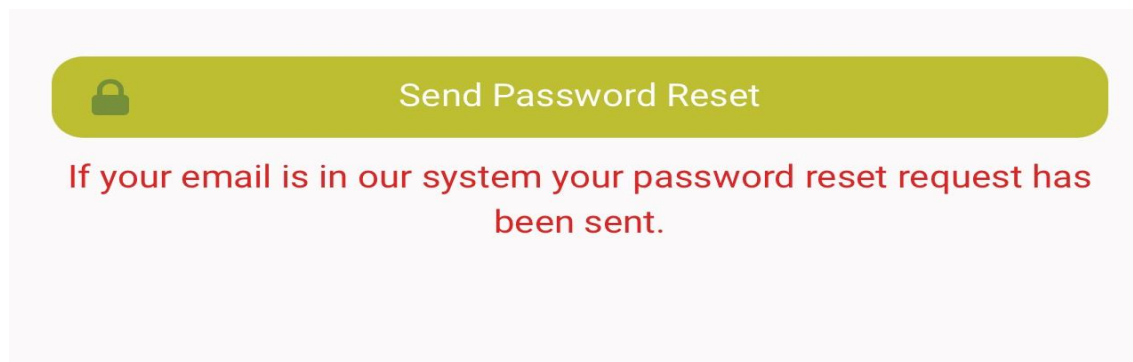 Send Password Reset
If your email is in our system your password reset request has
been sent.